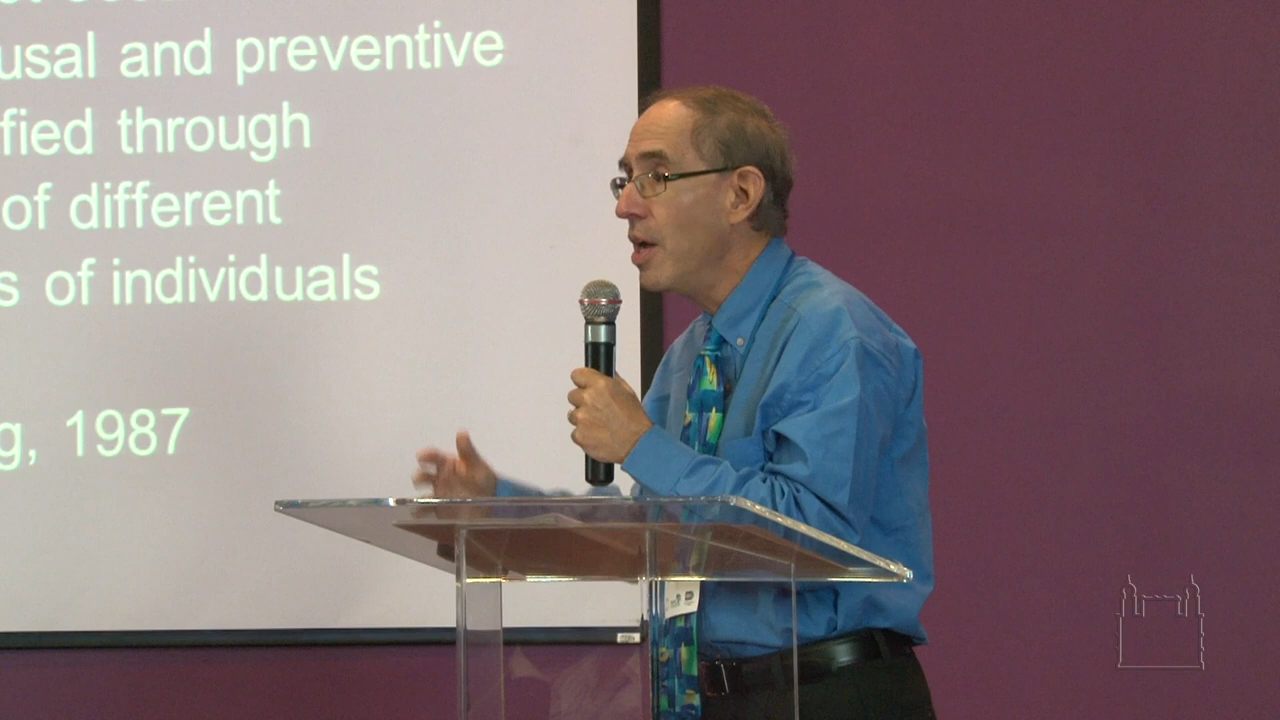 usal and preventive
fied through
of different
s of individuals
g, 1987